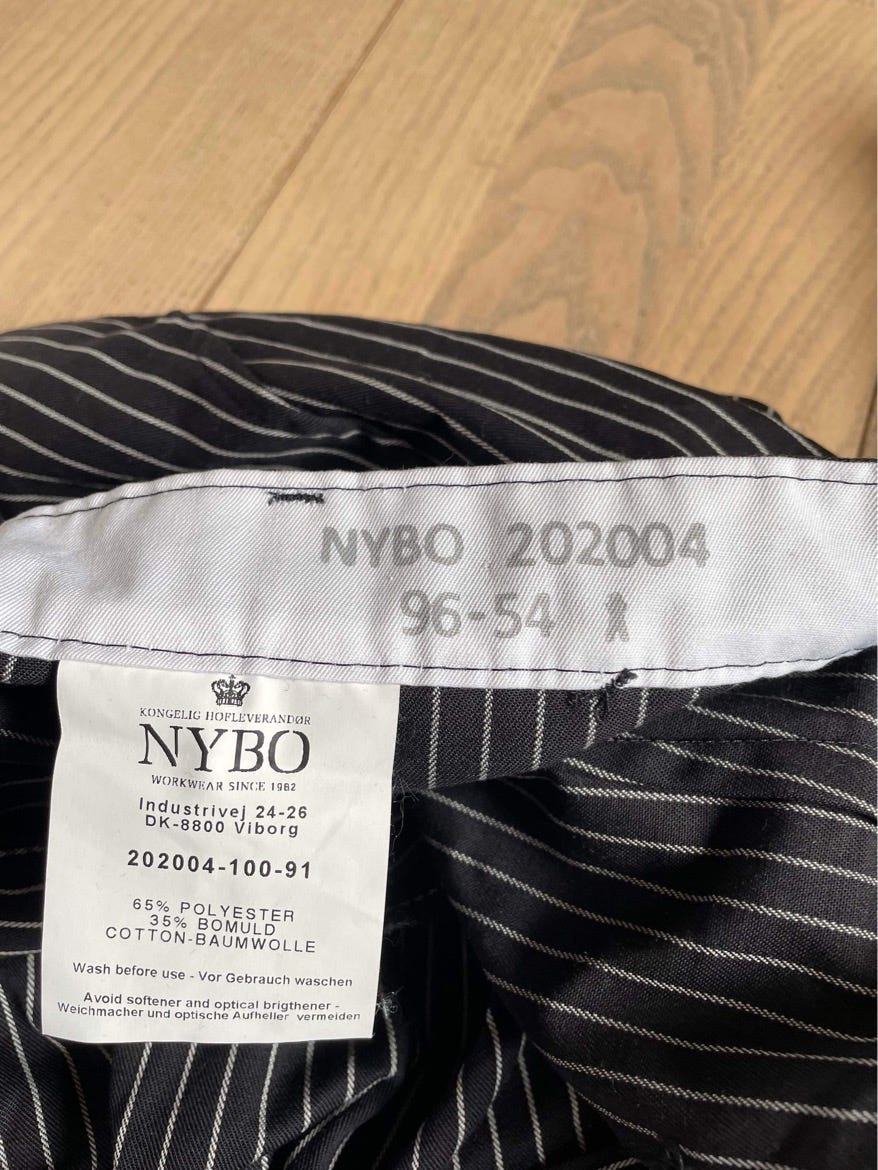 NYBO 202004
96-54
KONGELIG HOFLEVERANDØR
NYBO
WORKWEAR SINCE 1982
Industrivej 24-26
DK-8800 Viborg
202004-100-91
65% POLYESTER
35% BOMULD
COTTON-BAUMWOLLE
Wash before use - Vor Gebrauch waschen
Avoid softener and optical brigthener -
Weichmacher und optische Aufheller vermeiden